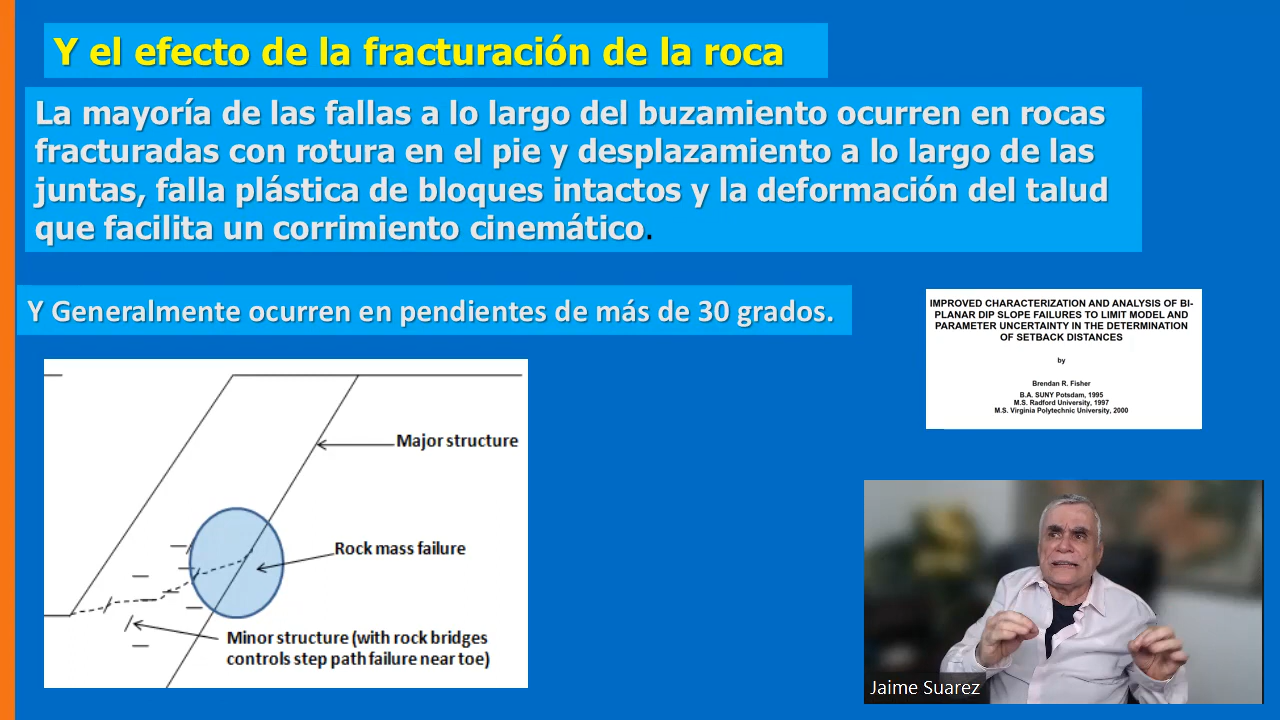 Y el efecto de la fracturación de la roca
La mayoría de las fallas a lo largo del buzamiento ocurren en rocas
fracturadas con rotura en el pie y desplazamiento a lo largo de las
juntas, falla plástica de bloques intactos y la deformación del talud
que facilita un corrimiento cinemático.
Y Generalmente ocurren en pendientes de más de 30 grados.
IMPROVED CHARACTERIZATION AND ANALYSIS OF BI-
PLANAR DIP SLOPE FAILURES TO LIMIT MODEL AND
PARAMETER UNCERTAINTY IN THE DETERMINATION
OF SETBACK DISTANCES
by
Brendan R. Fisher
B.A. SUNY Potsdam, 1995
M.S. Radford University, 1997
M.S. Virginia Polytechnic University, 2000
Major structure
Rock mass failure
Minor structure (with rock bridges
controls step path failure near toe)
Jaime Suarez